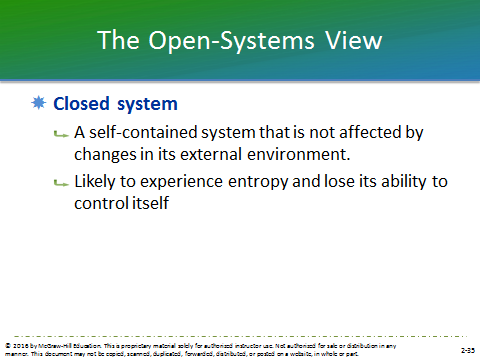 The Open-Systems View
Closed system
A self-contained system that is not affected by
changes in its external environment.
Likely to experience entropy and lose its ability to
control itself
© 2016 by McGraw-Hill Education. This is proprietary material solely for authorized instructor use. Not authorized for sale or distribution in any
manner. This document may not be copied, scanned, duplicated, forwarded, distributed, or posted on a website, in whole or part.
2-35